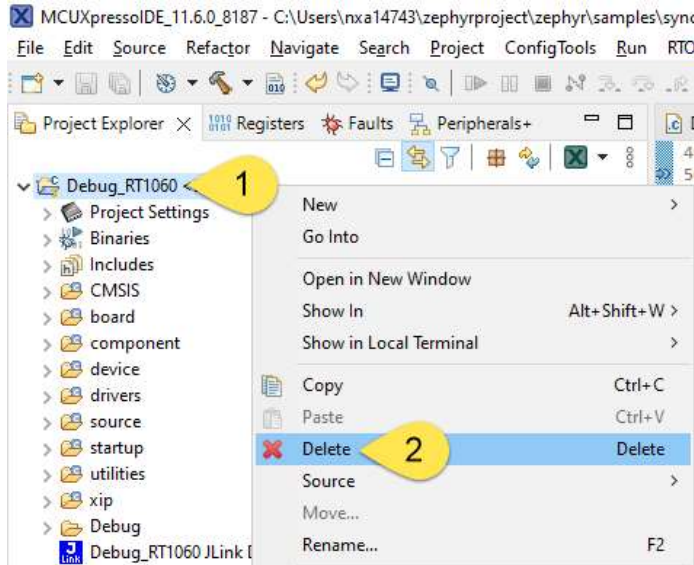 MCUXpressoIDE_11.6.0_8187 - C:\Users\nxa14743\zephyrproject\zephyr\samples\sync
File Edit Source Refactor Navigate Search Project ConfigTools Run RTO
Project Explorer Registers Faults Peripherals+
Debug_RT1060 1
Project Settings
Binaries
Includes
CMSIS
board
component
device
drivers
source
startup
utilities
xip
Debug
Debug_RT1060 JLink
New
Go Into
Open in New Window
Show In Alt+Shift+W
Show in Local Terminal
Copy Ctrl+C
Paste Ctrl+V
Delete 2 Delete
Source
Move...
Rename... F2